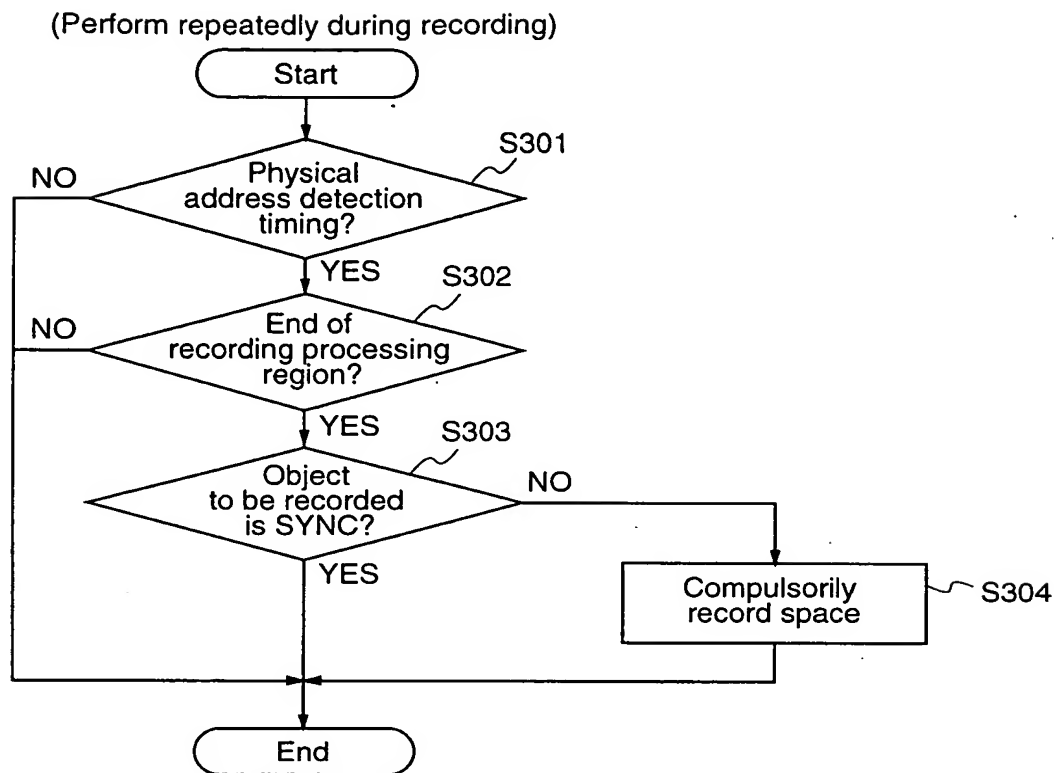 (Perform repeatedly during recording)
Start
S301
NO
Physical
address detection
timing?
YES
S302
NO
End of
recording processing
region?
YES
S303
Object
to be recorded
is SYNC?
NO
YES
Compulsorily
record space
S304
End